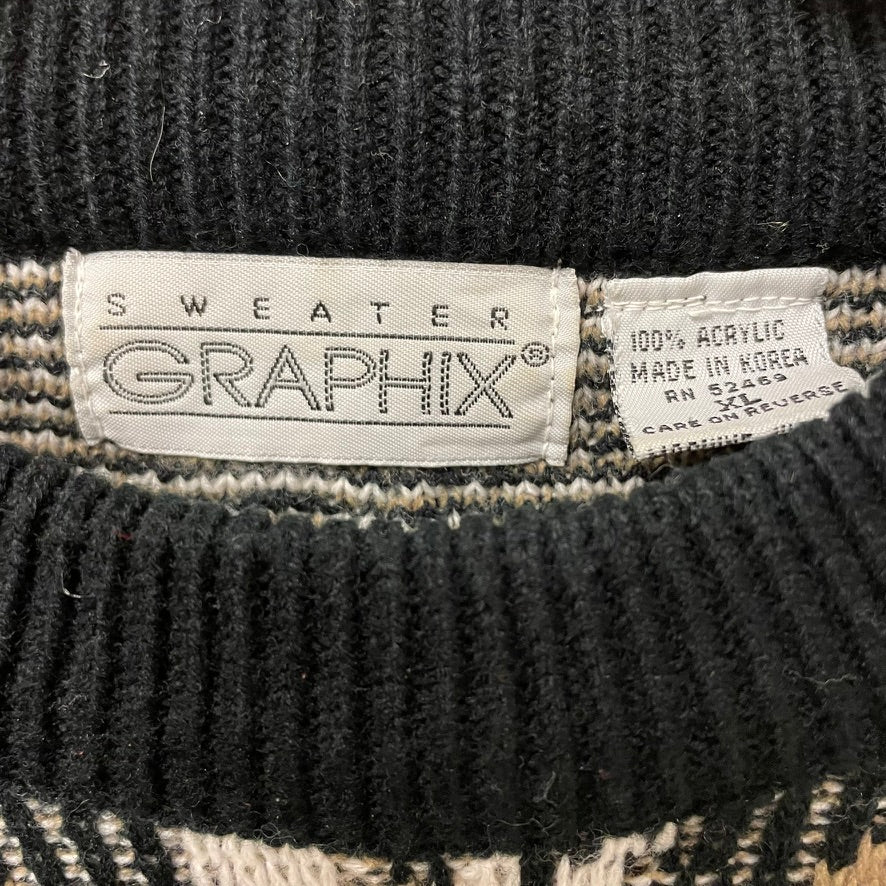 SWEATER
GRAPHIX®
100% ACRYLIC
MADE IN KOREA
RN 52469
XL
CARE ON REVERSE